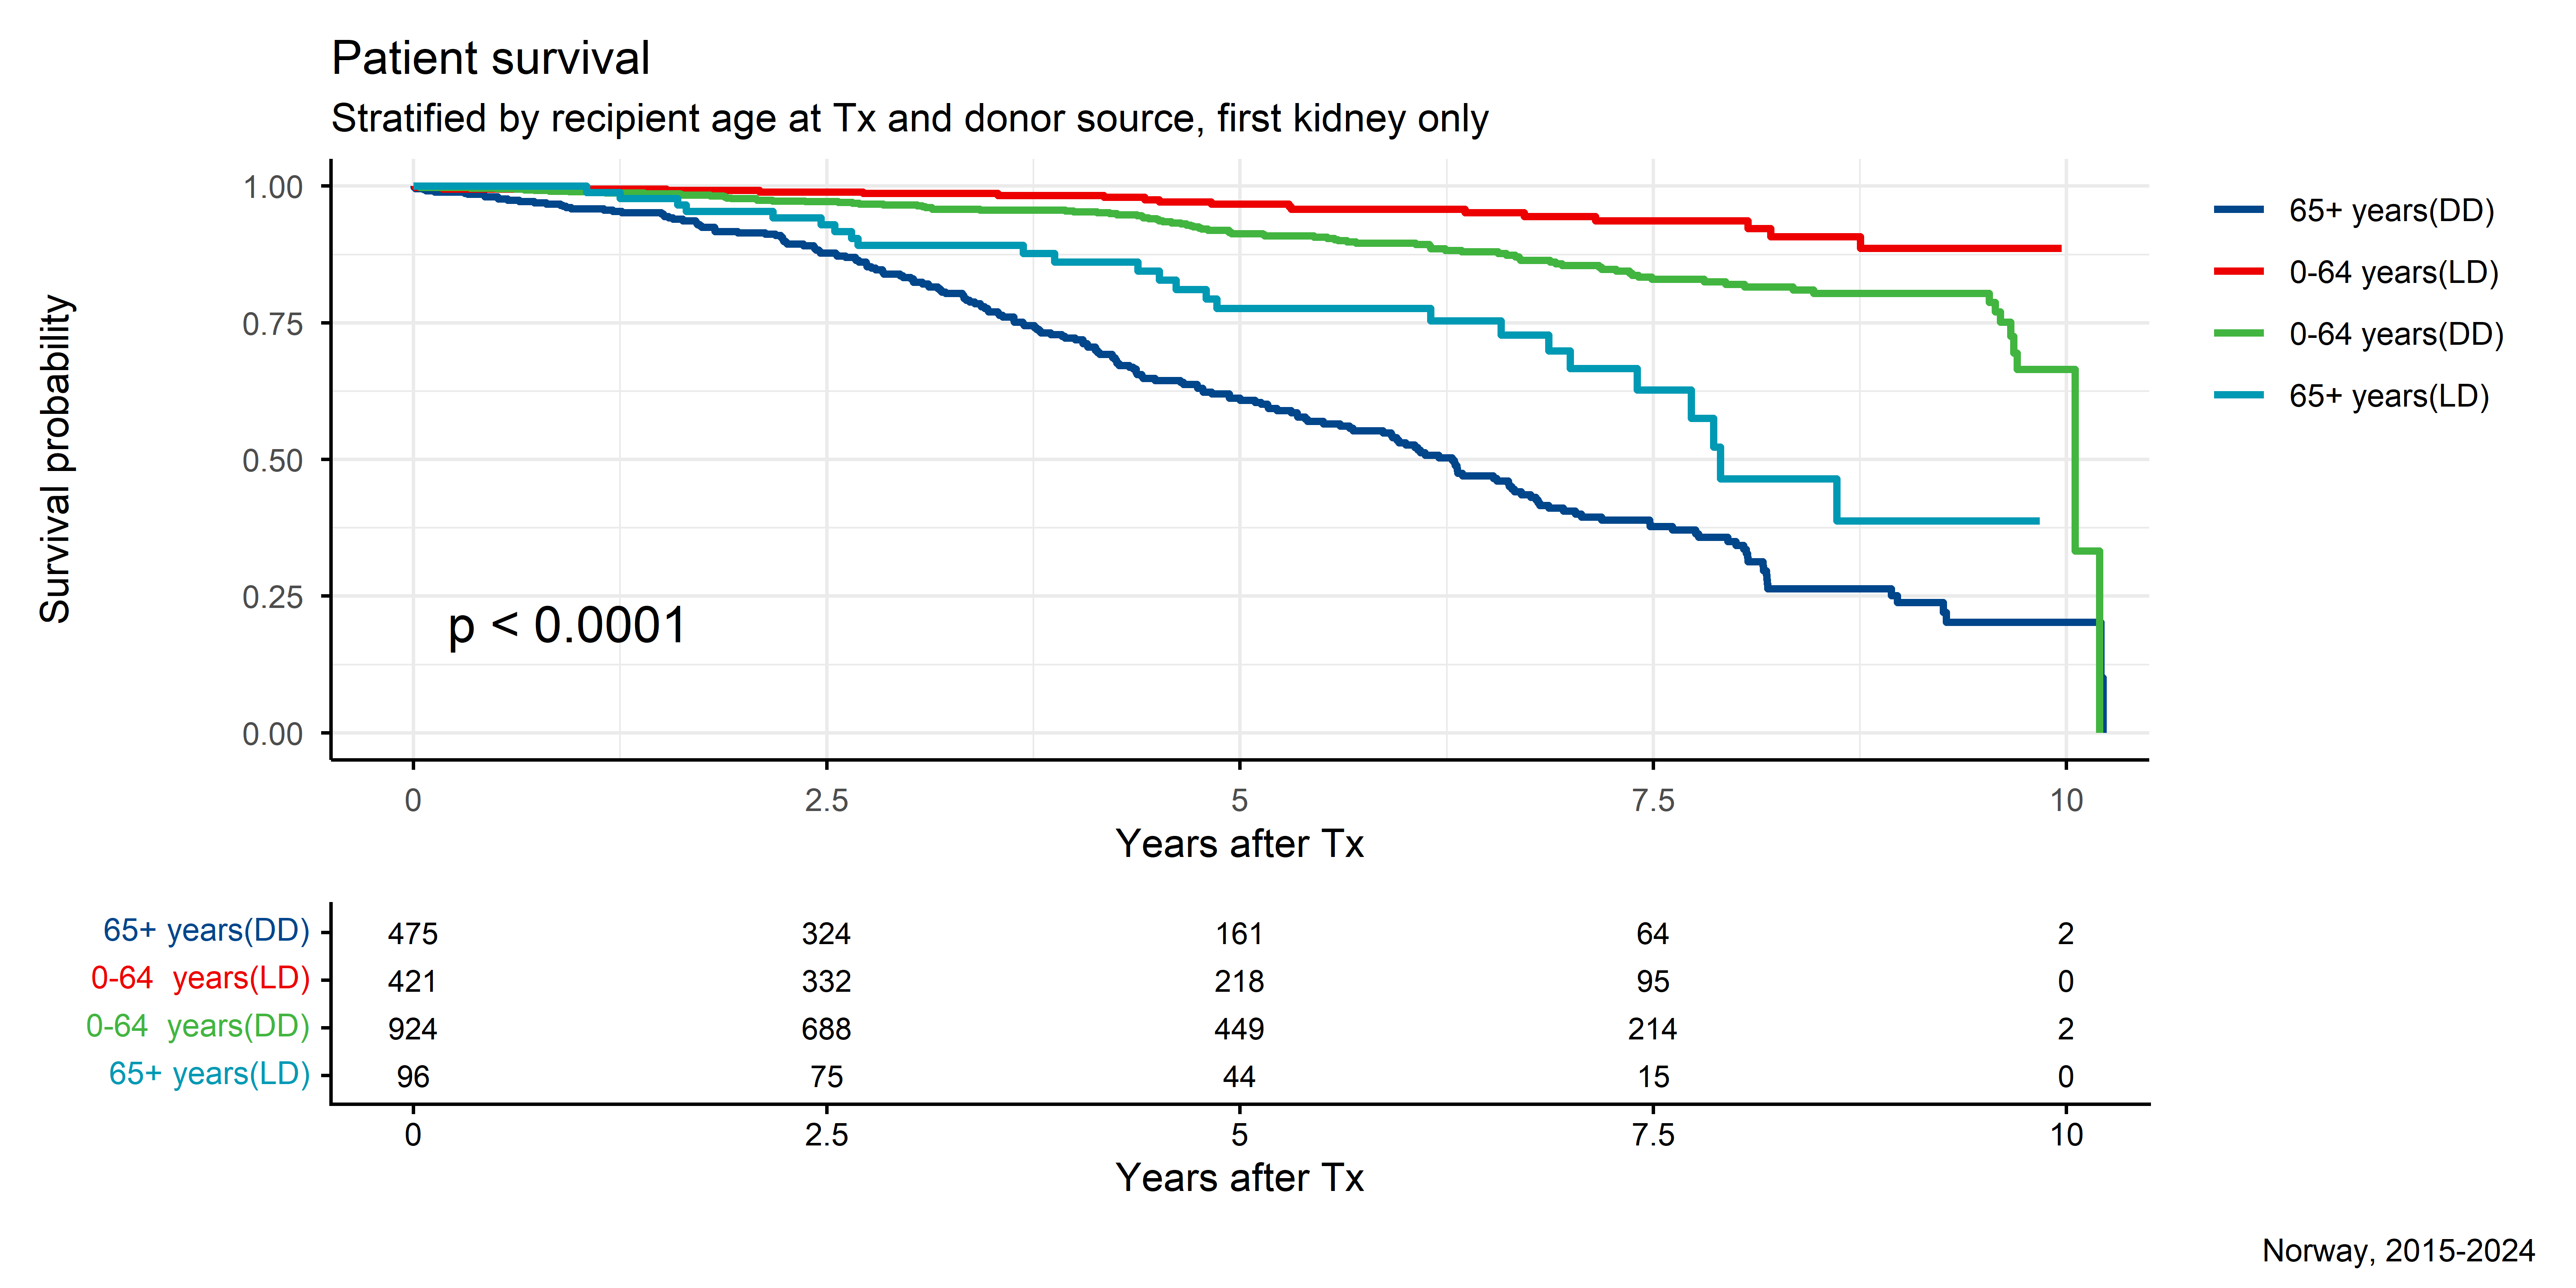 Patient survival
Stratified by recipient age at Tx and donor source, first kidney only
Survival probability
1.00
0.75
0.50
0.25
0.00
p < 0.0001
65+ years(DD)
0-64 years(LD)
0-64 years(DD)
65+ years(LD)
0 2.5 5 7.5 10
Years after Tx
65+ years(DD) 475 324 161 64 2
0-64 years(LD) 421 332 218 95 0
0-64 years(DD) 924 688 449 214 2
65+ years(LD) 96 75 44 15 0
0 2.5 5 7.5 10
Years after Tx
Norway, 2015-2024